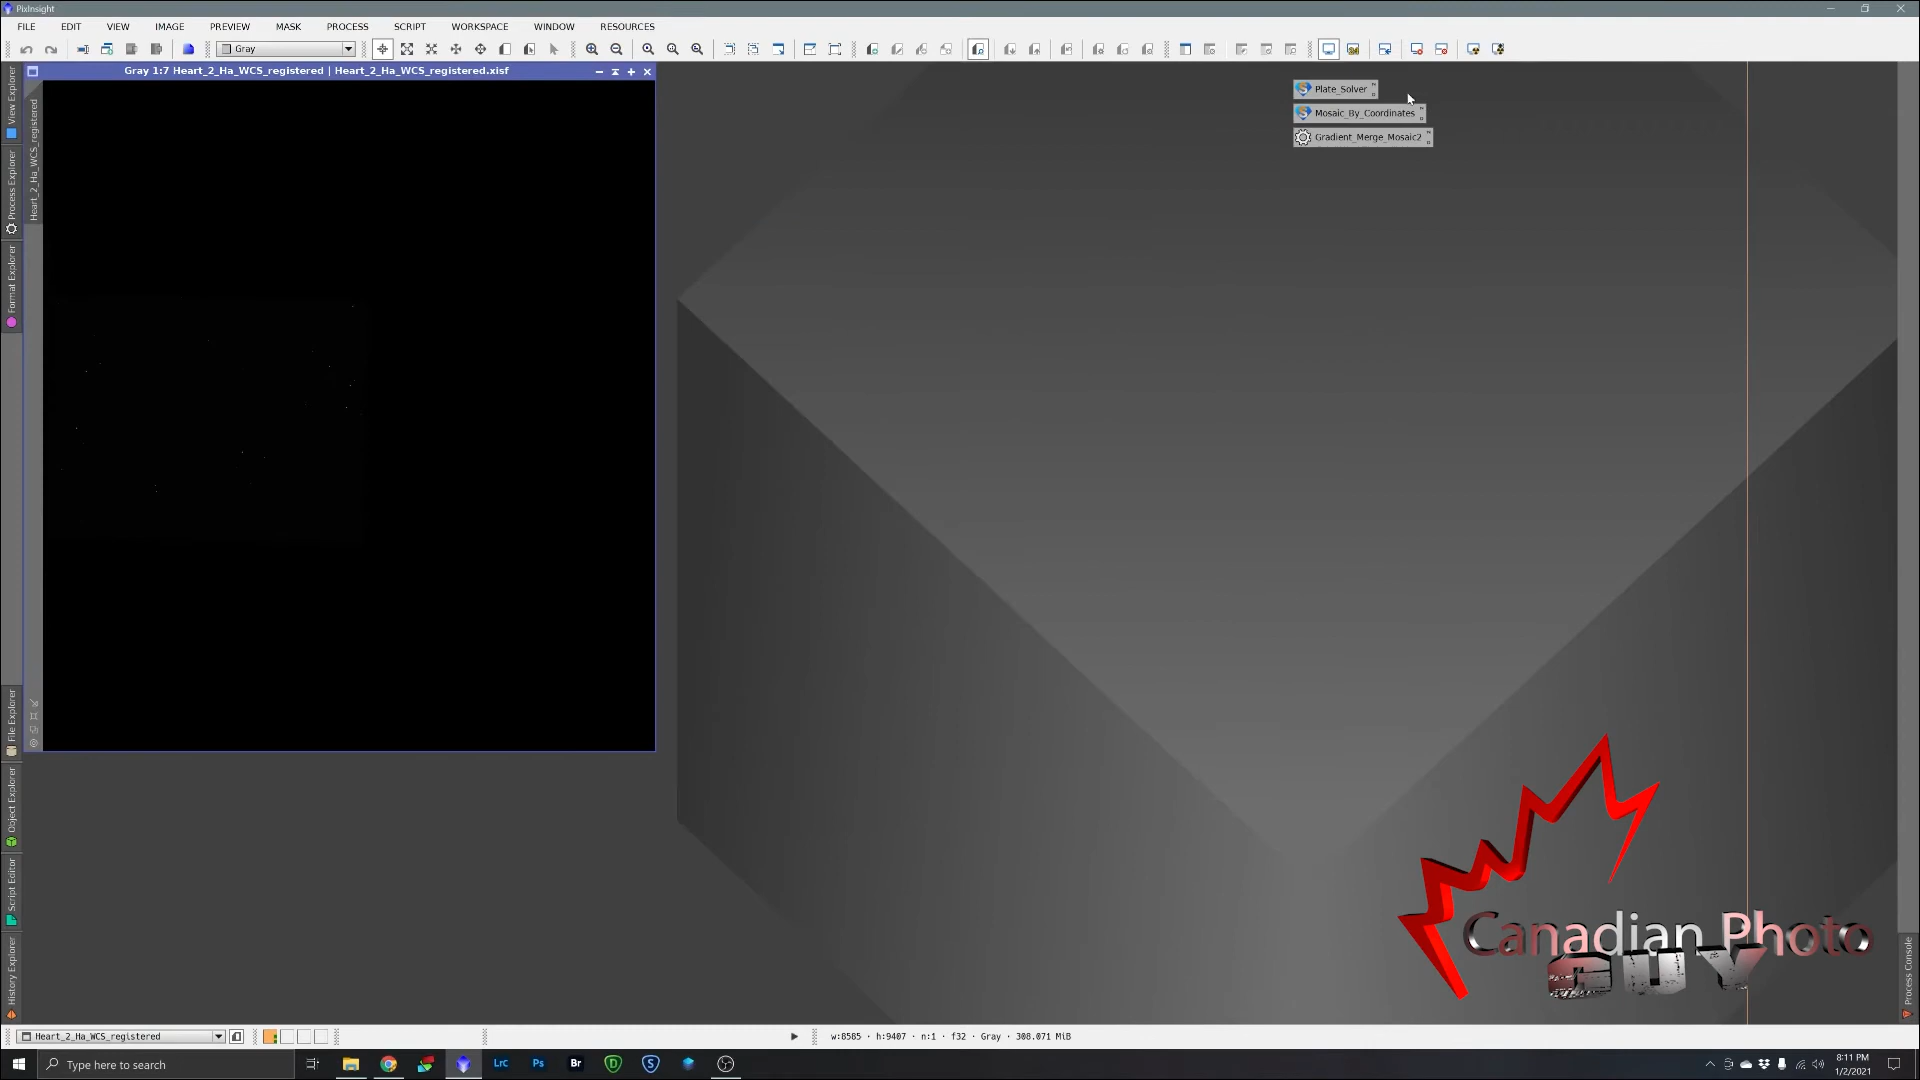 PixInsight
FILE EDIT VIEW PREVIEW IMAGE MASK PROCESS SCRIPT WORKSPACE WINDOW RESOURCES
Gray
Gray 1:7 Heart_2_Ha_WCS_registered | Heart_2_Ha_WCS_registered.xisf
Heart_2_Ha_WCS_registered
View Explorer
Process Explorer
Format Explorer
File Explorer
Object Explorer
Script Editor
History Explorer
Plate_Solver
Mosaic_By_Coordinates
Gradient_Merge_Mosaic2
Canadian Photo
GUY
Process Console
Heart_2_Ha_WCS_registered
w:8585 · h:9407 · n:1 · f32 · Gray · 308.071 MiB
Type here to search
LrC
Ps
Br
8:11 PM
1/2/2021